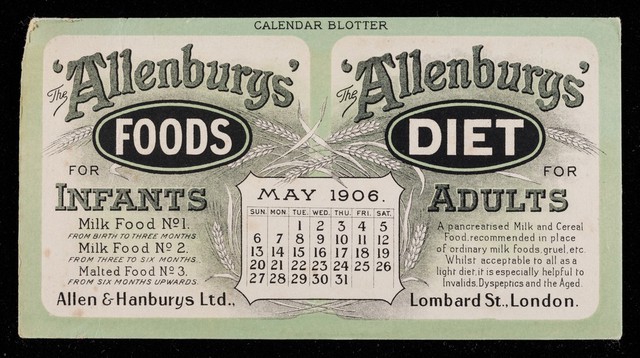 CALENDAR BLOTTER
The 'Allenburys'
FOODS
FOR
INFANTS
Milk Food No 1.
FROM BIRTH TO THREE MONTHS.
Milk Food No 2.
FROM THREE TO SIX MONTHS.
Malted Food No 3.
FROM SIX MONTHS UPWARDS.
Allen & Hanburys Ltd.,
MAY 1906.
SUN. MON. TUE. WED. THU. FRI. SAT.
1 2 3 4 5
6 7 8 9 10 11 12
13 14 15 16 17 18 19
20 21 22 23 24 25 26
27 28 29 30 31
The 'Allenburys'
DIET
FOR
ADULTS
A pancreatised Milk and Cereal
Food, recommended in place
of ordinary milk foods, gruel, etc.
Whilst acceptable to all as a
light diet, it is especially helpful to
Invalids, Dyspeptics and the Aged.
Lombard St., London.